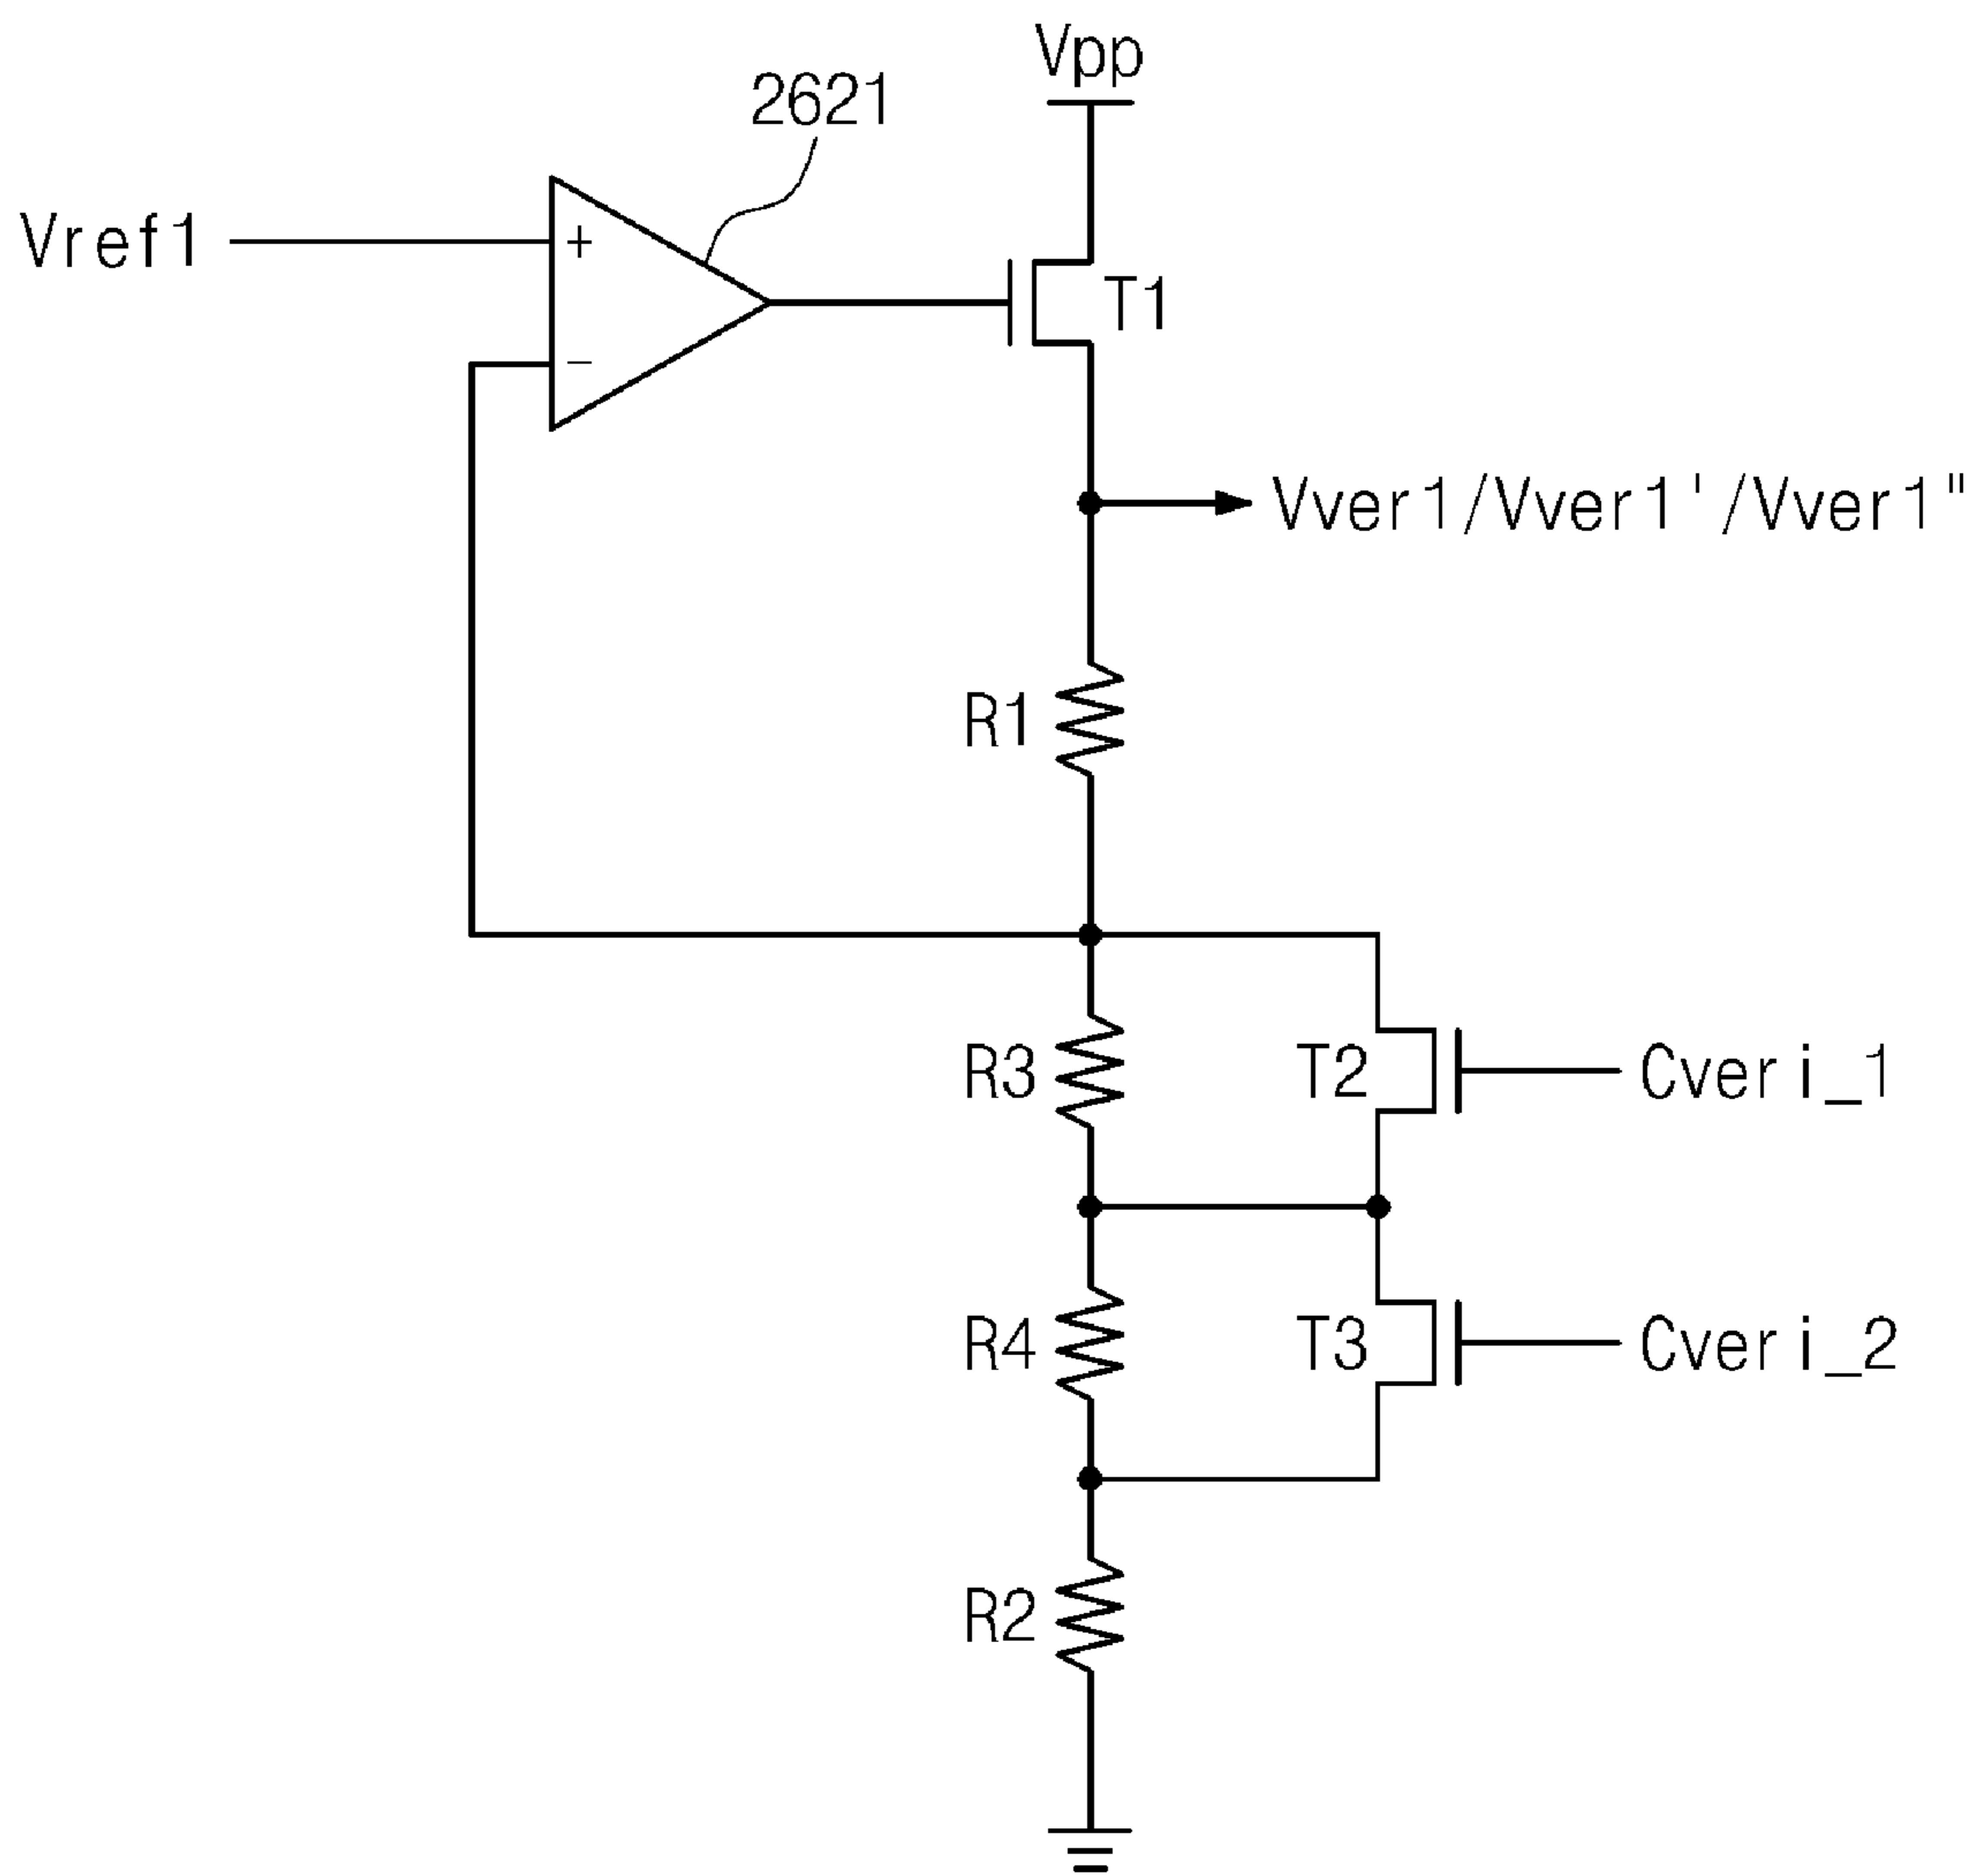 Vpp
2621
Vref1
+
T1
−
Vver1/Vver1'/Vver1"
R1
R3
T2
Cveri_1
R4
T3
Cveri_2
R2